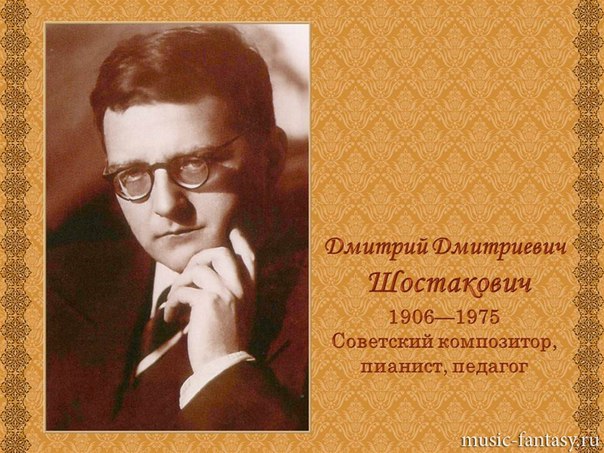 Дмитрий Дмитриевич
Шостакович
1906—1975
Советский композитор,
пианист, педагог
music-fantasy.ru